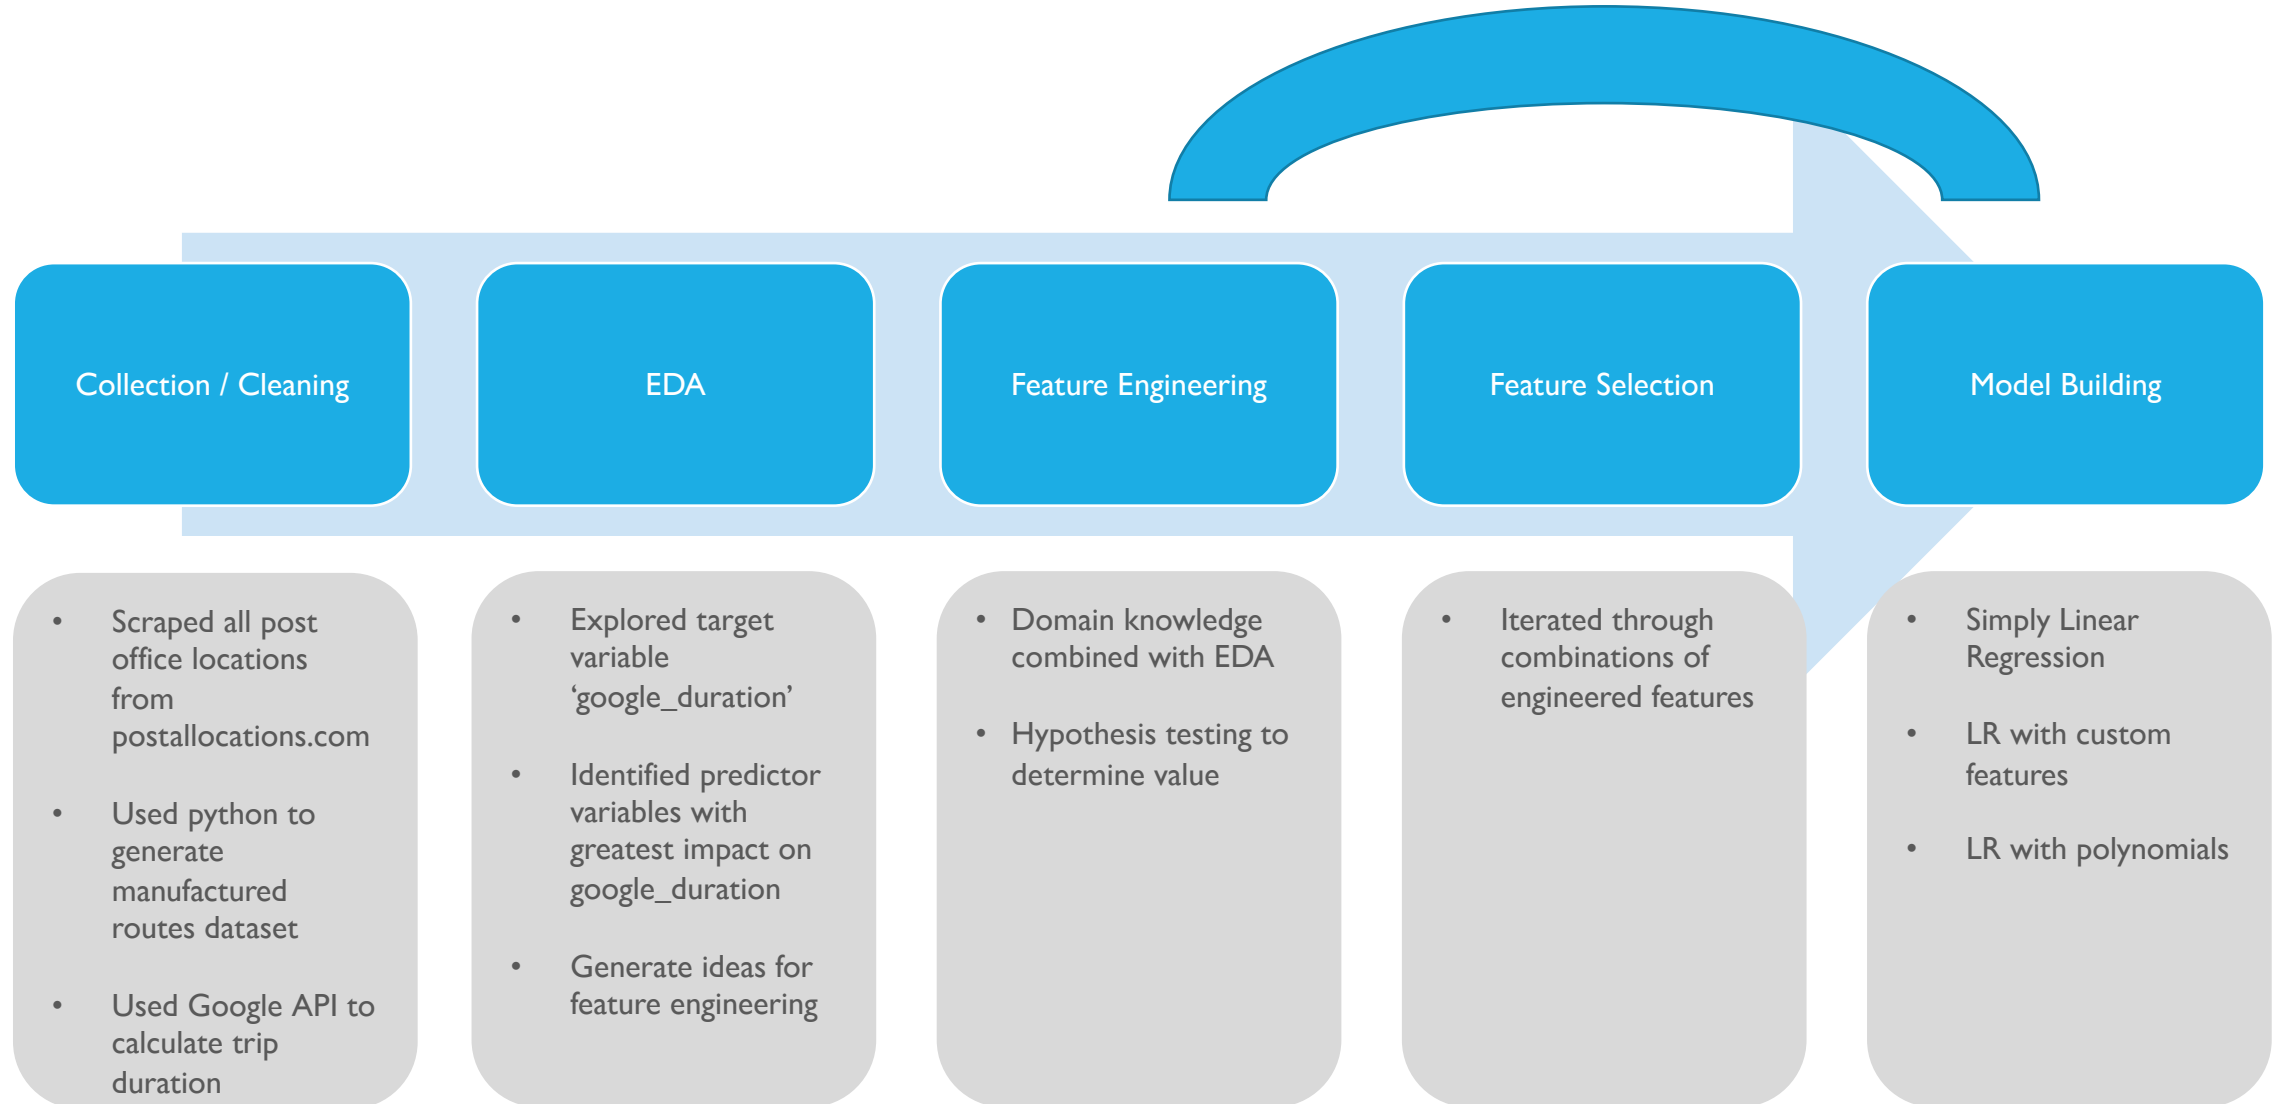 Collection / Cleaning
EDA
Feature Engineering
Feature Selection
Model Building
• Scraped all post
office locations
from
postallocations.com
• Used python to
generate
manufactured
routes dataset
• Used Google API to
calculate trip
duration
• Explored target
variable
‘google_duration’
• Identified predictor
variables with
greatest impact on
google_duration
• Generate ideas for
feature engineering
• Domain knowledge
combined with EDA
• Hypothesis testing to
determine value
• Iterated through
combinations of
engineered features
• Simply Linear
Regression
• LR with custom
features
• LR with polynomials